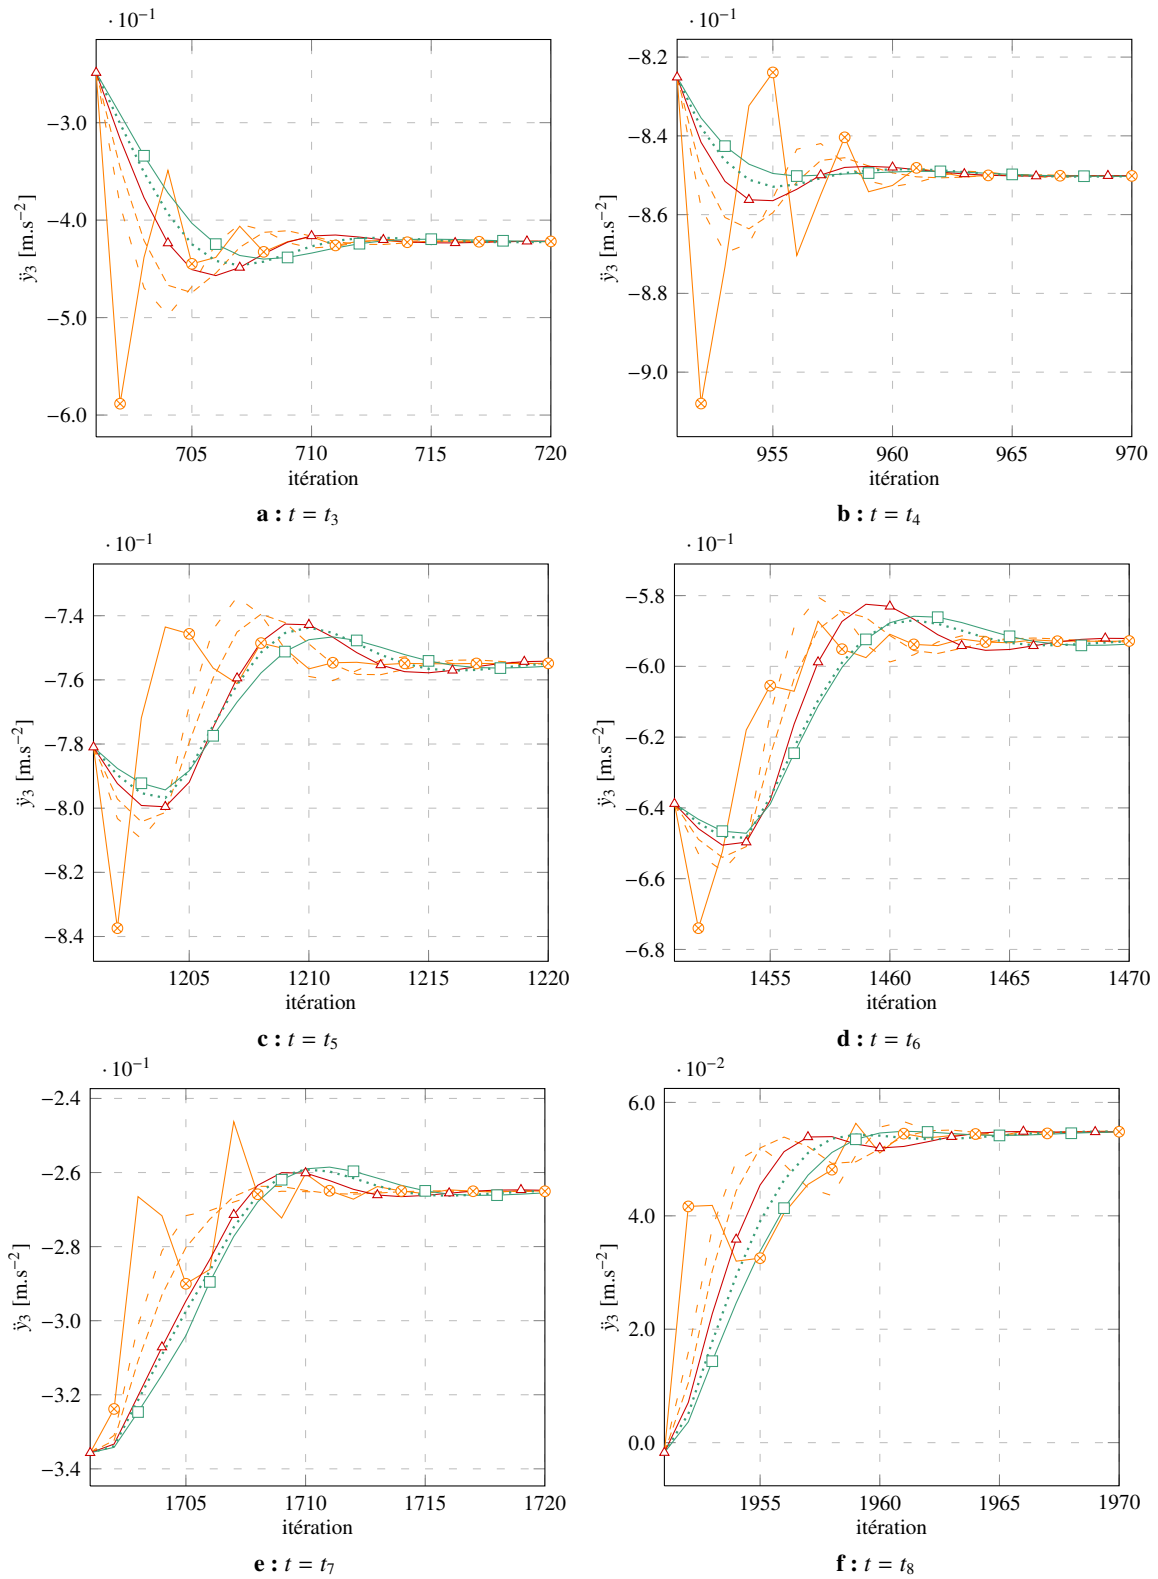 · 10⁻¹
−3.0
−4.0
−5.0
−6.0
ÿ₃ [m.s⁻²]
705 710 715 720
itération
a : t = t₃
· 10⁻¹
−8.2
−8.4
−8.6
−8.8
−9.0
ÿ₃ [m.s⁻²]
955 960 965 970
itération
b : t = t₄
· 10⁻¹
−7.4
−7.6
−7.8
−8.0
−8.2
−8.4
ÿ₃ [m.s⁻²]
1205 1210 1215 1220
itération
c : t = t₅
· 10⁻¹
−5.8
−6.0
−6.2
−6.4
−6.6
−6.8
ÿ₃ [m.s⁻²]
1455 1460 1465 1470
itération
d : t = t₆
· 10⁻¹
−2.4
−2.6
−2.8
−3.0
−3.2
−3.4
ÿ₃ [m.s⁻²]
1705 1710 1715 1720
itération
e : t = t₇
· 10⁻²
6.0
4.0
2.0
0.0
ÿ₃ [m.s⁻²]
1955 1960 1965 1970
itération
f : t = t₈